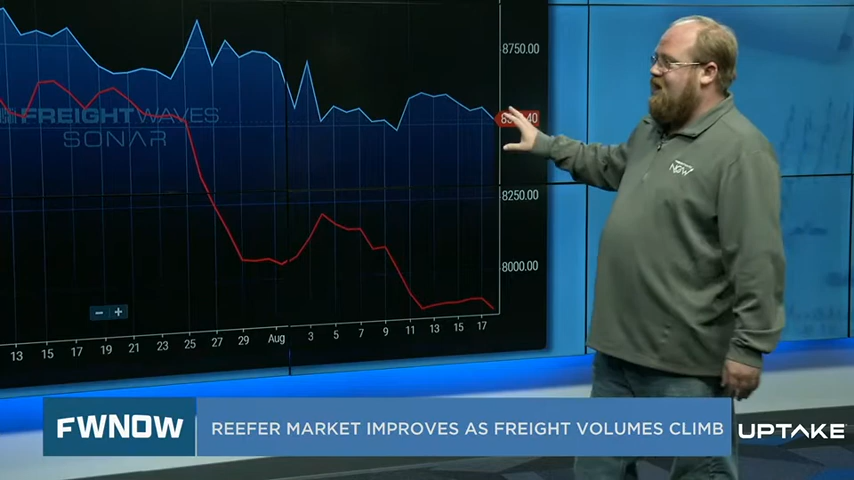 8750.00
FREIGHTWAVES
SONAR
8250.00
8000.00
13 15 17 19 21 23 25 27 29 Aug 3 5 7 9 11 13 15 17
NOW
FWNOW
REEFER MARKET IMPROVES AS FREIGHT VOLUMES CLIMB
UPTAKE